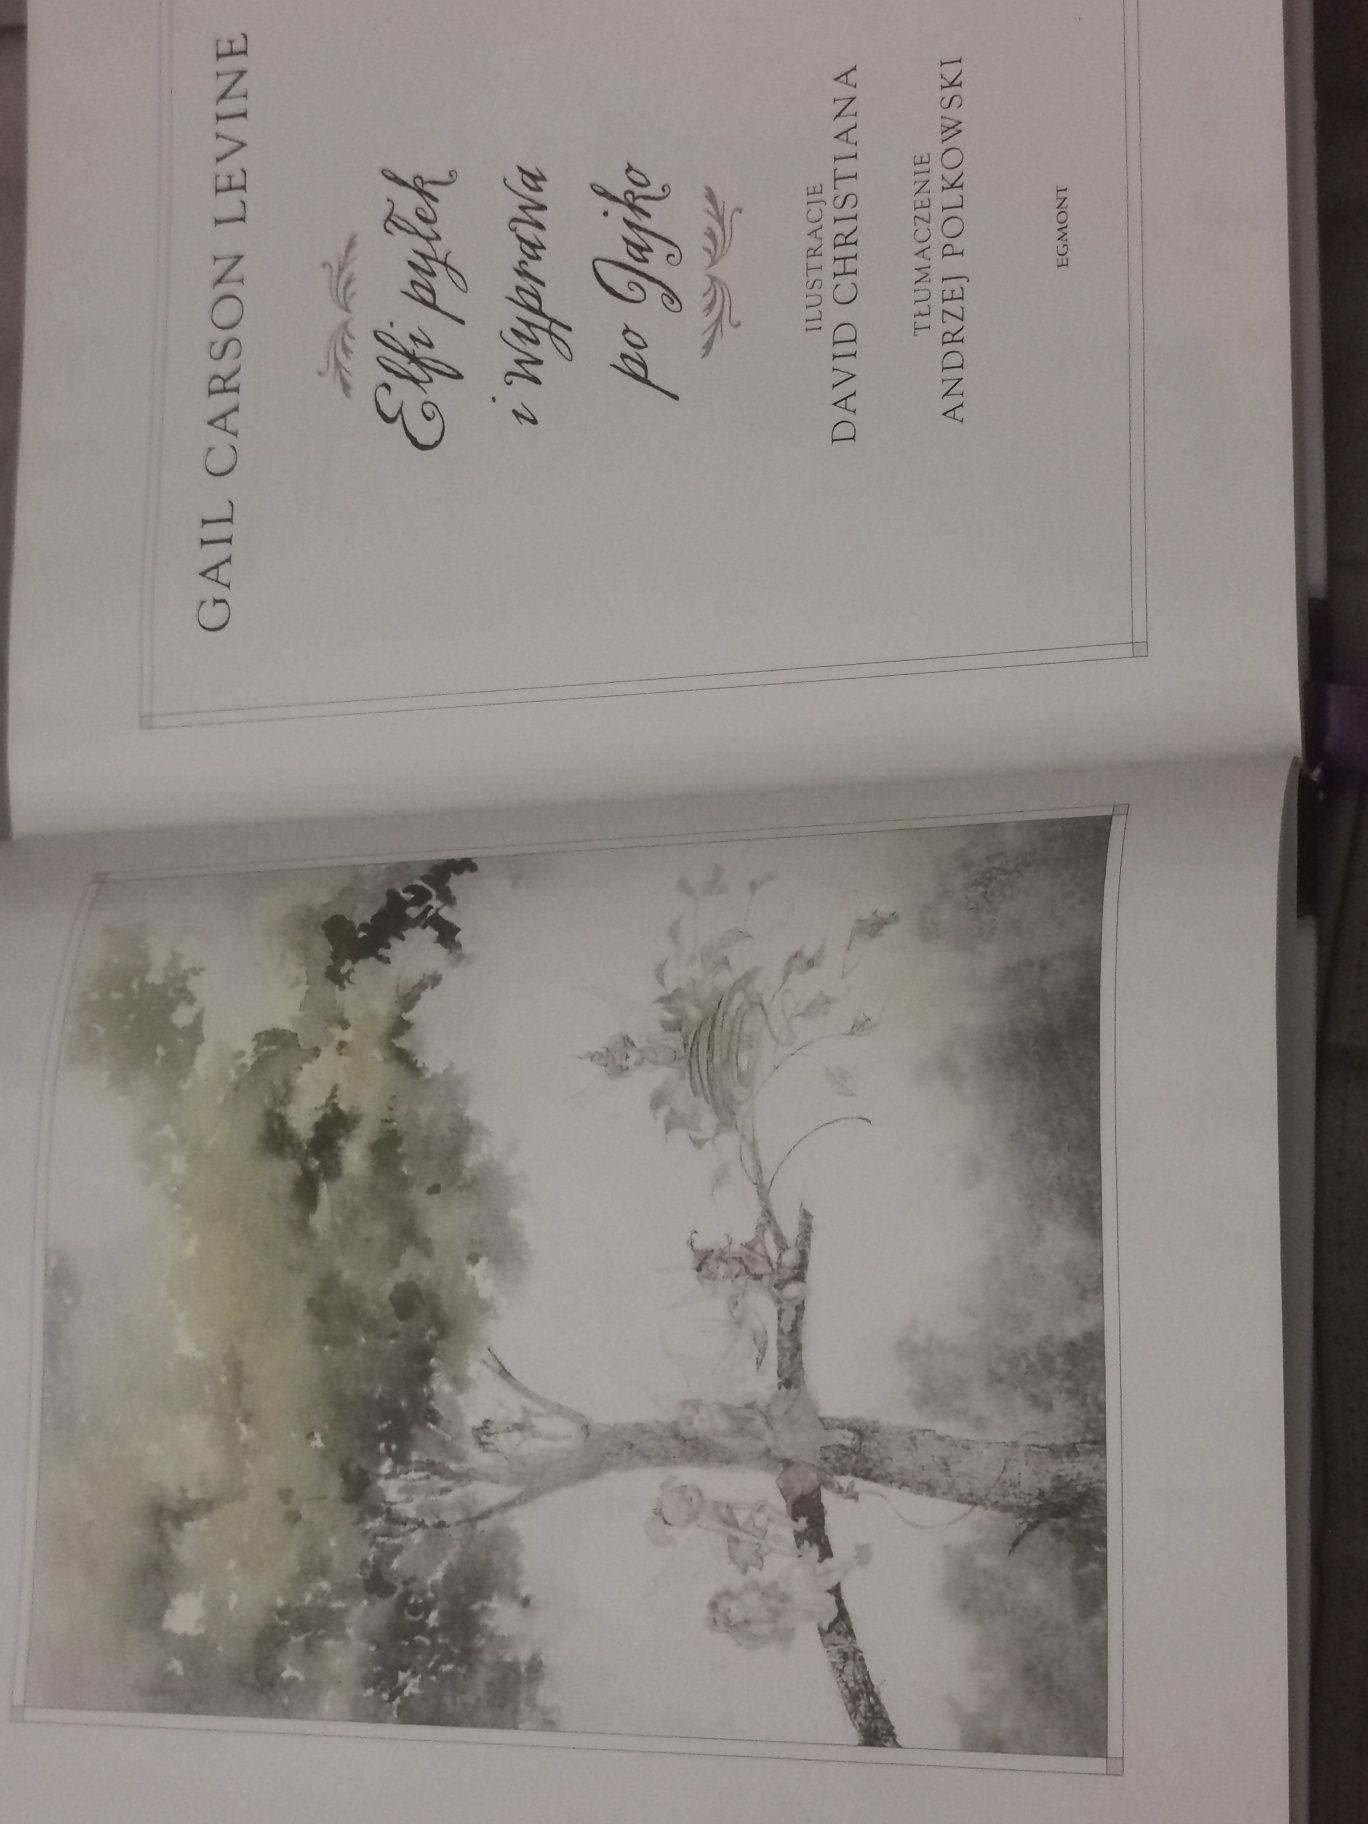 GAIL CARSON LEVINE
Elfi pyłek
i wyprawa
po Jajko
ILUSTRACJE
DAVID CHRISTIANA
TŁUMACZENIE
ANDRZEJ POLKOWSKI
EGMONT